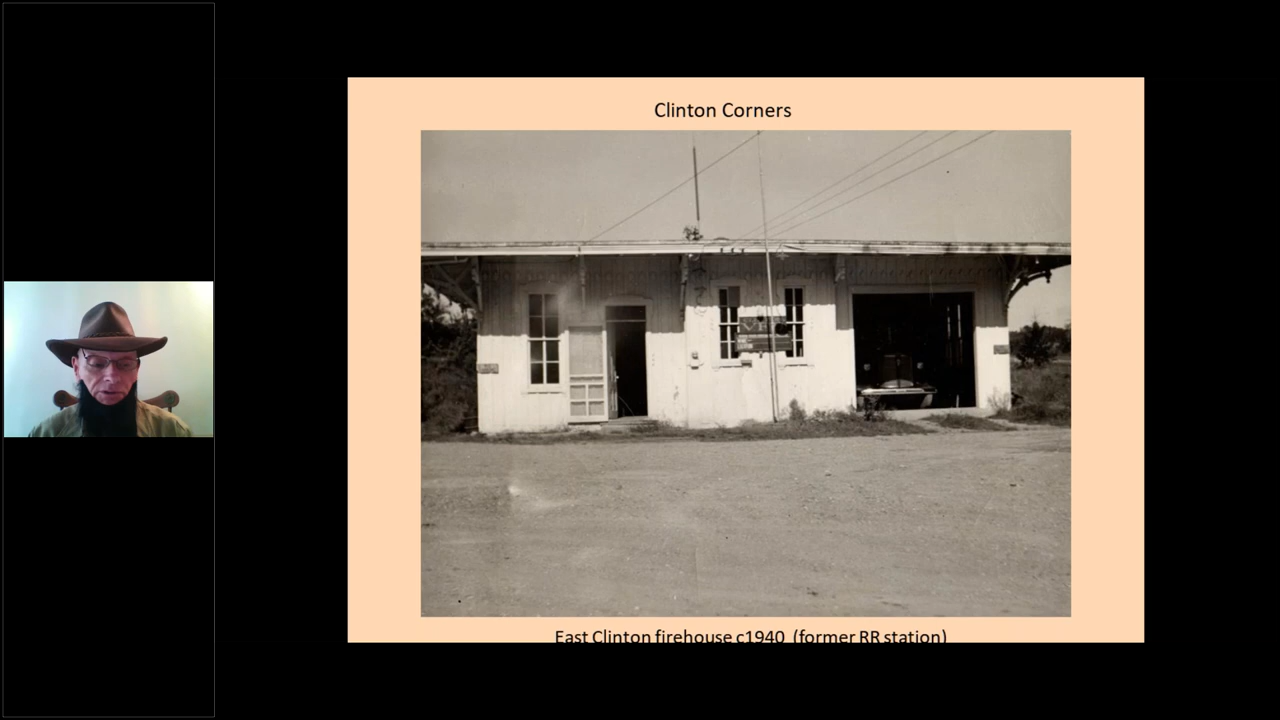 Clinton Corners
East Clinton firehouse c1940 (former RR station)